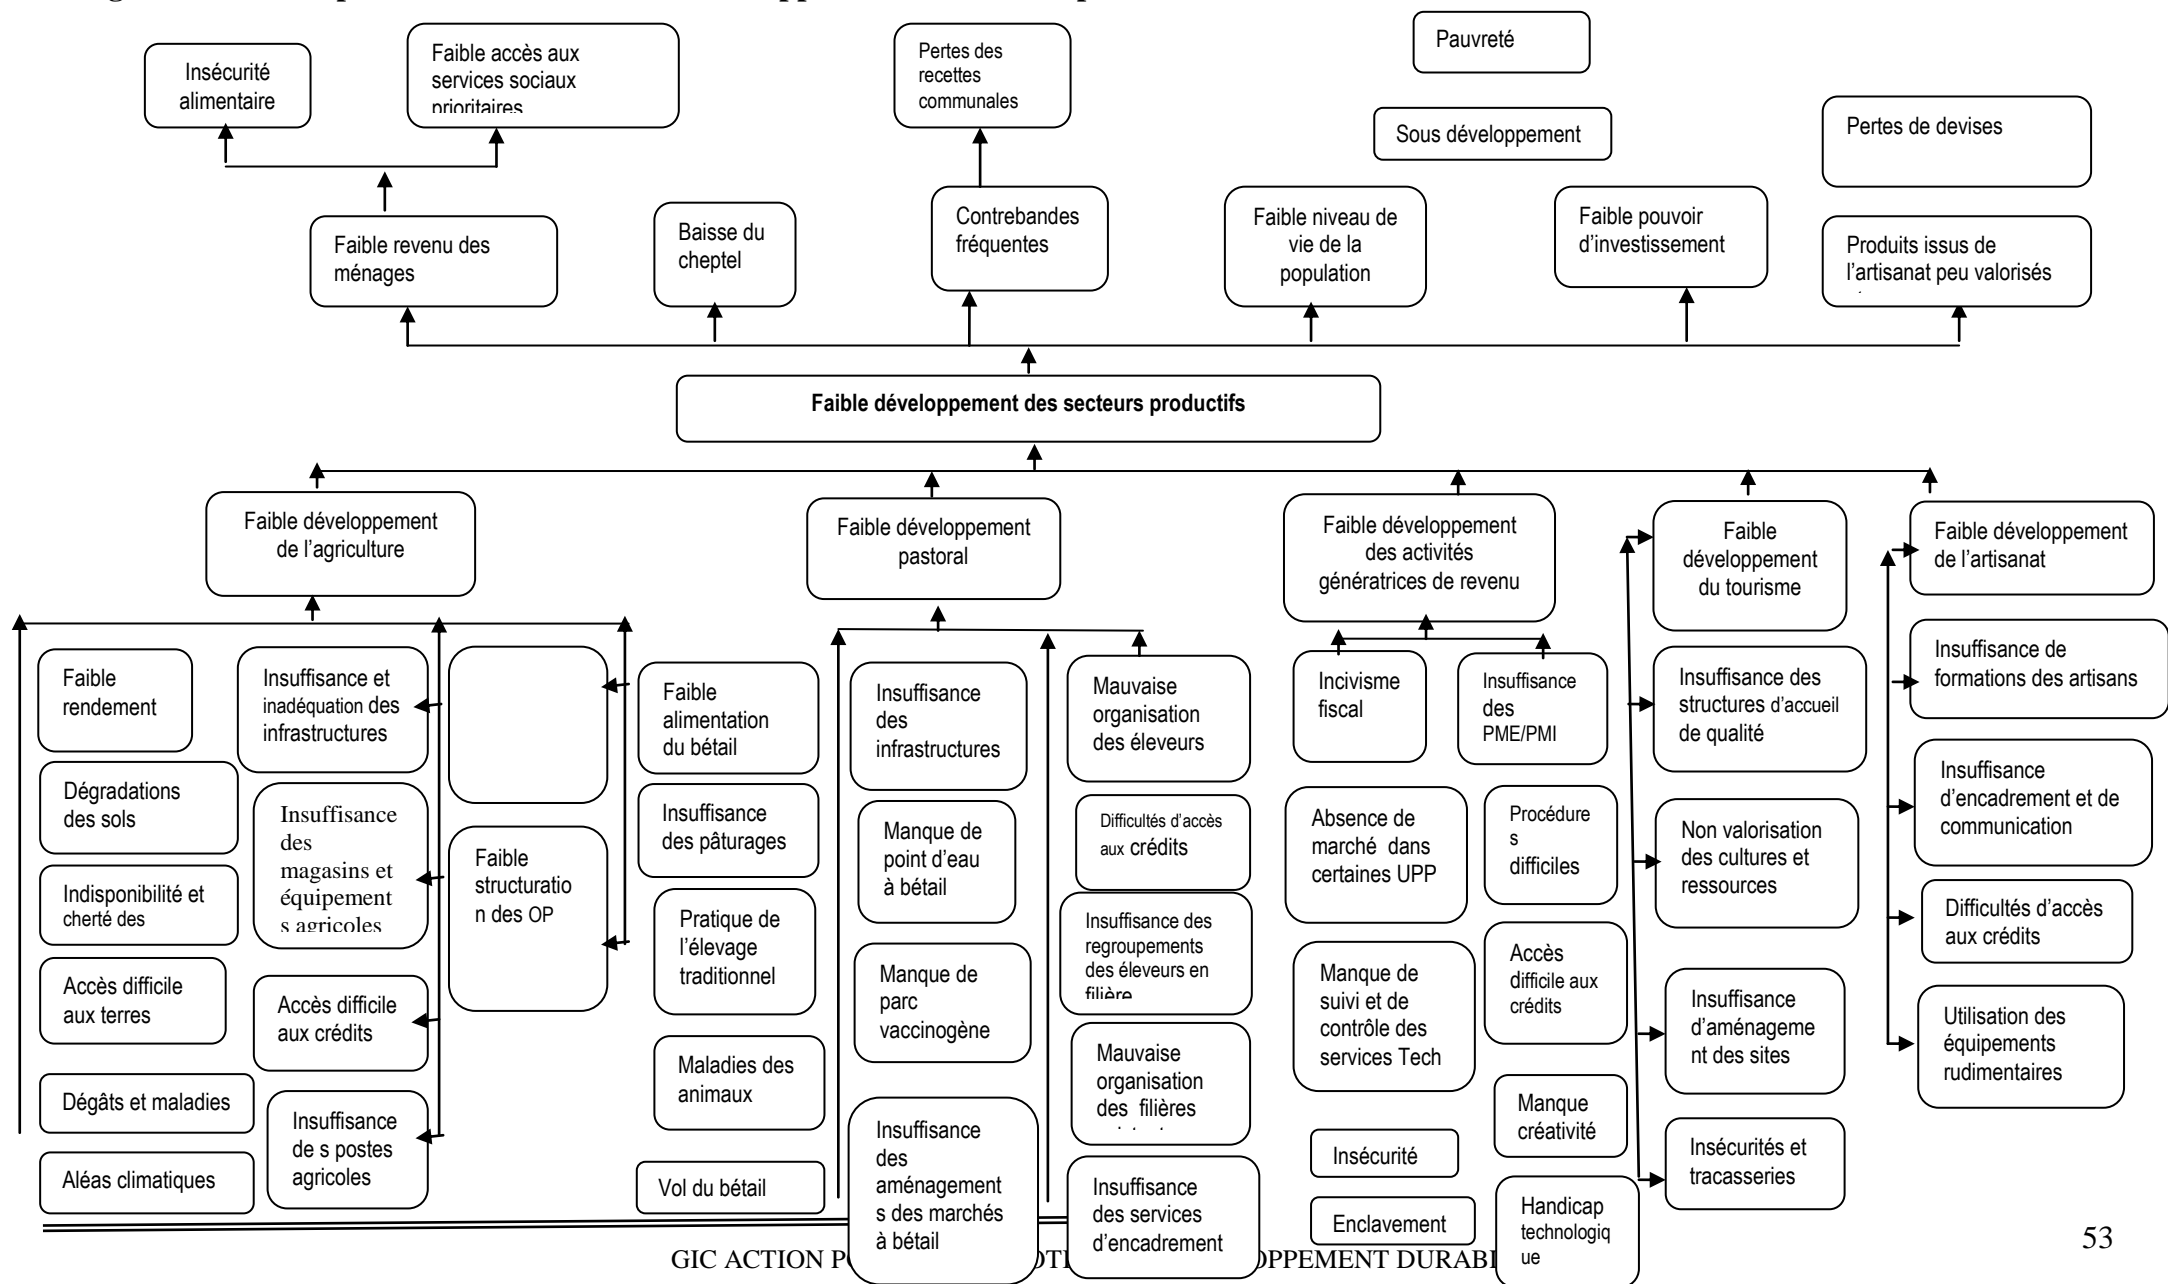 Insécurité
alimentaire
Faible accès aux
services sociaux
prioritaires
Pertes des
recettes
communales
Pauvreté
Sous développement
Pertes de devises
Faible revenu des
ménages
Baisse du
cheptel
Contrebandes
fréquentes
Faible niveau de
vie de la
population
Faible pouvoir
d’investissement
Produits issus de
l’artisanat peu valorisés
Faible développement des secteurs productifs
Faible développement
de l’agriculture
Faible développement
pastoral
Faible développement
des activités
génératrices de revenu
Faible
développement
du tourisme
Faible développement
de l’artisanat
Faible
rendement
Dégradations
des sols
Indisponibilité et
cherté des
Accès difficile
aux terres
Dégâts et maladies
Aléas climatiques
Insuffisance et
inadéquation des
infrastructures
Insuffisance
des
magasins et
équipement
s agricoles
Accès difficile
aux crédits
Insuffisance
de s postes
agricoles
Faible
structuratio
n des OP
Faible
alimentation
du bétail
Insuffisance
des pâturages
Pratique de
l’élevage
traditionnel
Maladies des
animaux
Vol du bétail
Insuffisance
des
infrastructures
Manque de
point d’eau
à bétail
Manque de
parc
vaccinogène
Insuffisance
des
aménagement
s des marchés
à bétail
Mauvaise
organisation
des éleveurs
Difficultés d’accès
aux crédits
Insuffisance des
regroupements
des éleveurs en
filière
Mauvaise
organisation
des filières
Insuffisance
des services
d’encadrement
Incivisme
fiscal
Absence de
marché dans
certaines UPP
Manque de
suivi et de
contrôle des
services Tech
Insécurité
Enclavement
Insuffisance
des
PME/PMI
Procédure
s
difficiles
Accès
difficile aux
crédits
Manque
créativité
Handicap
technologiq
ue
Insuffisance des
structures d’accueil
de qualité
Non valorisation
des cultures et
ressources
Insuffisance
d’aménageme
nt des sites
Insécurités et
tracasseries
Insuffisance de
formations des artisans
Insuffisance
d’encadrement et de
communication
Difficultés d’accès
aux crédits
Utilisation des
équipements
rudimentaires
GIC ACTION
53